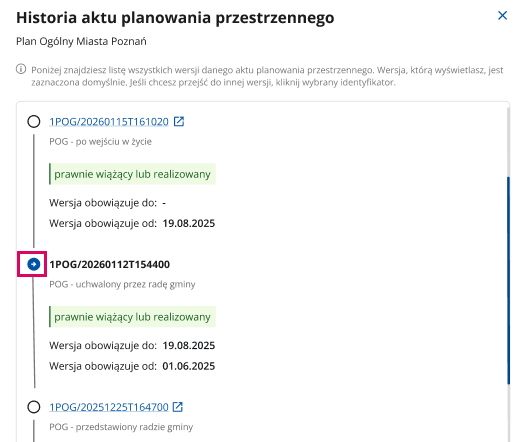 Historia aktu planowania przestrzennego
Plan Ogólny Miasta Poznań
Poniżej znajdziesz listę wszystkich wersji danego aktu planowania przestrzennego. Wersja, którą wyświetlasz, jest
zaznaczona domyślnie. Jeśli chcesz przejść do innej wersji, kliknij wybrany identyfikator.
1POG/20260115T161020
POG - po wejściu w życie
prawnie wiążący lub realizowany
Wersja obowiązuje do: -
Wersja obowiązuje od: 19.08.2025
1POG/20260112T154400
POG - uchwalony przez radę gminy
prawnie wiążący lub realizowany
Wersja obowiązuje do: 19.08.2025
Wersja obowiązuje od: 01.06.2025
1POG/20251225T164700
POG - przedstawiony radzie gminy